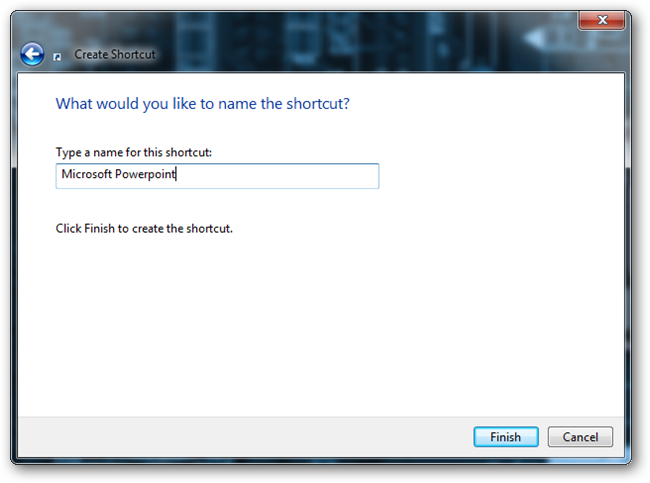 Create Shortcut
What would you like to name the shortcut?
Type a name for this shortcut:
Microsoft Powerpoint
Click Finish to create the shortcut.
Finish Cancel